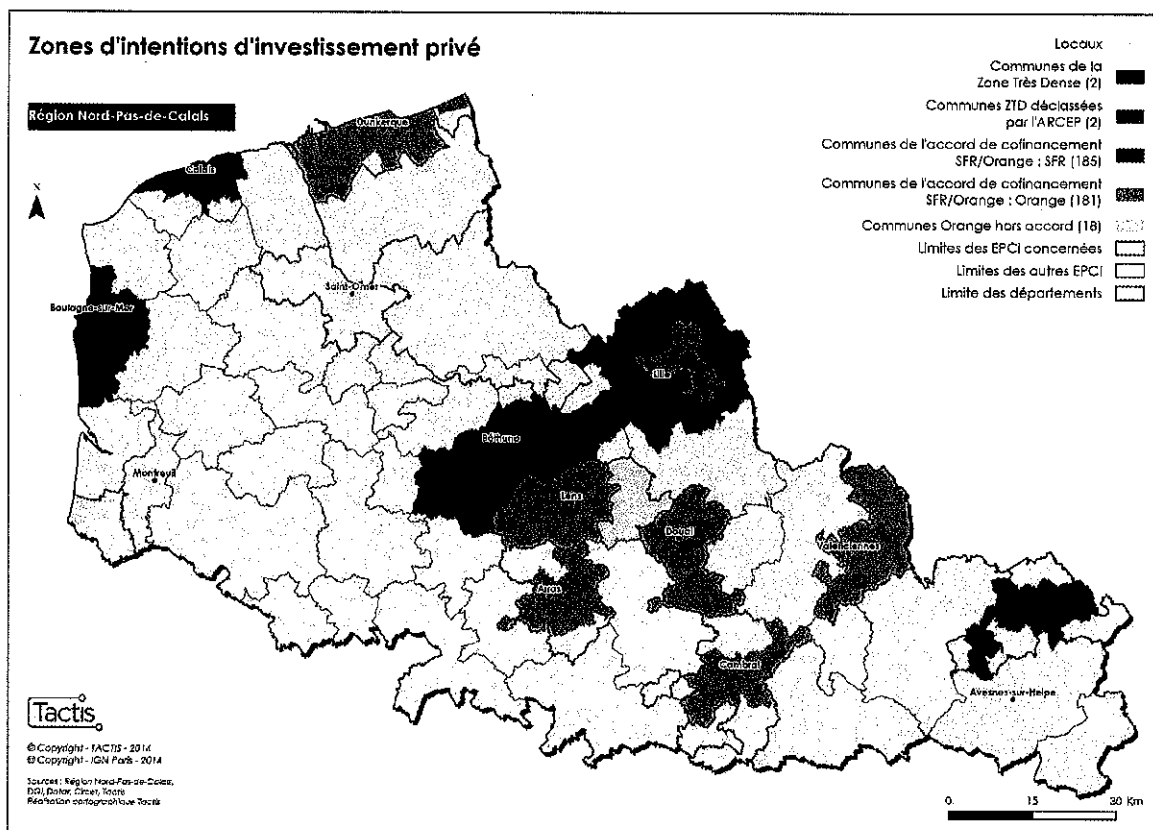 Zones d'intentions d'investissement privé
Région Nord-Pas-de-Calais
Locaux
Communes de la
Zone Très Dense (2)
Communes ZTD déclassées
par l'ARCEP (2)
Communes de l'accord de cofinancement
SFR/Orange : SFR (185)
Communes de l'accord de cofinancement
SFR/Orange : Orange (181)
Communes Orange hors accord (18)
Limites des EPCI concernées
Limites des autres EPCI
Limite des départements
N
Dunkerque
Calais
Saint-Omer
Boulogne-sur-Mer
Lille
Béthune
Montreuil
Lens
Douai
Valenciennes
Arras
Cambrai
Avesnes-sur-Helpe
Tactis
© Copyright - TACTIS - 2014
© Copyright - IGN Paris - 2014
Sources : Région Nord-Pas-de-Calais,
DGI, Datar, Circet, Tactis
Réalisation cartographique Tactis
0 15 30 Km